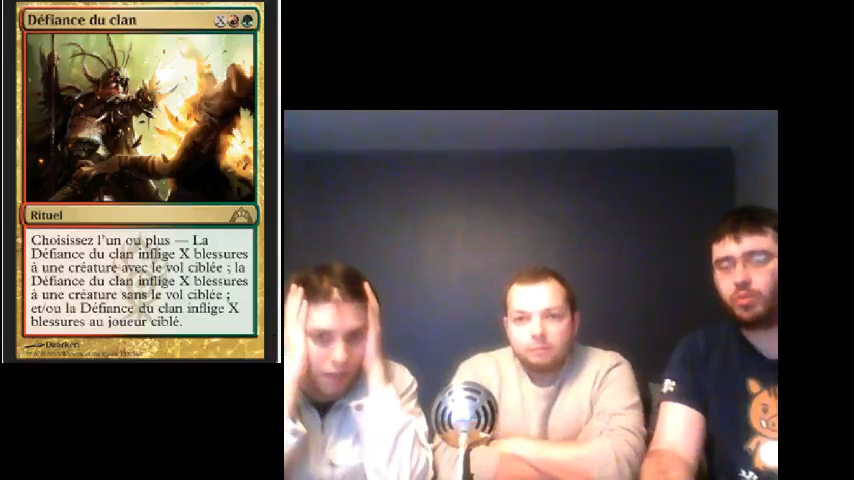 Défiance du clan
X
Rituel
Choisissez l'un ou plus — La
Défiance du clan inflige X blessures
à une créature avec le vol ciblée ; la
Défiance du clan inflige X blessures
à une créature sans le vol ciblée ;
et/ou la Défiance du clan inflige X
blessures au joueur ciblé.